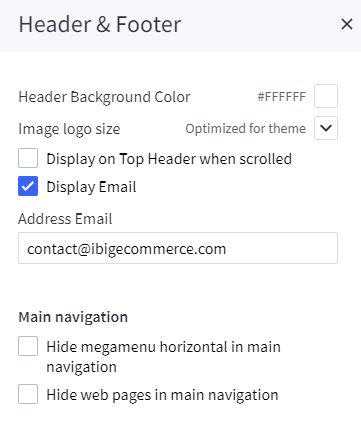 Header & Footer
Header Background Color #FFFFFF
Image logo size Optimized for theme
Display on Top Header when scrolled
Display Email
Address Email
contact@ibigecommerce.com
Main navigation
Hide megamenu horizontal in main
navigation
Hide web pages in main navigation